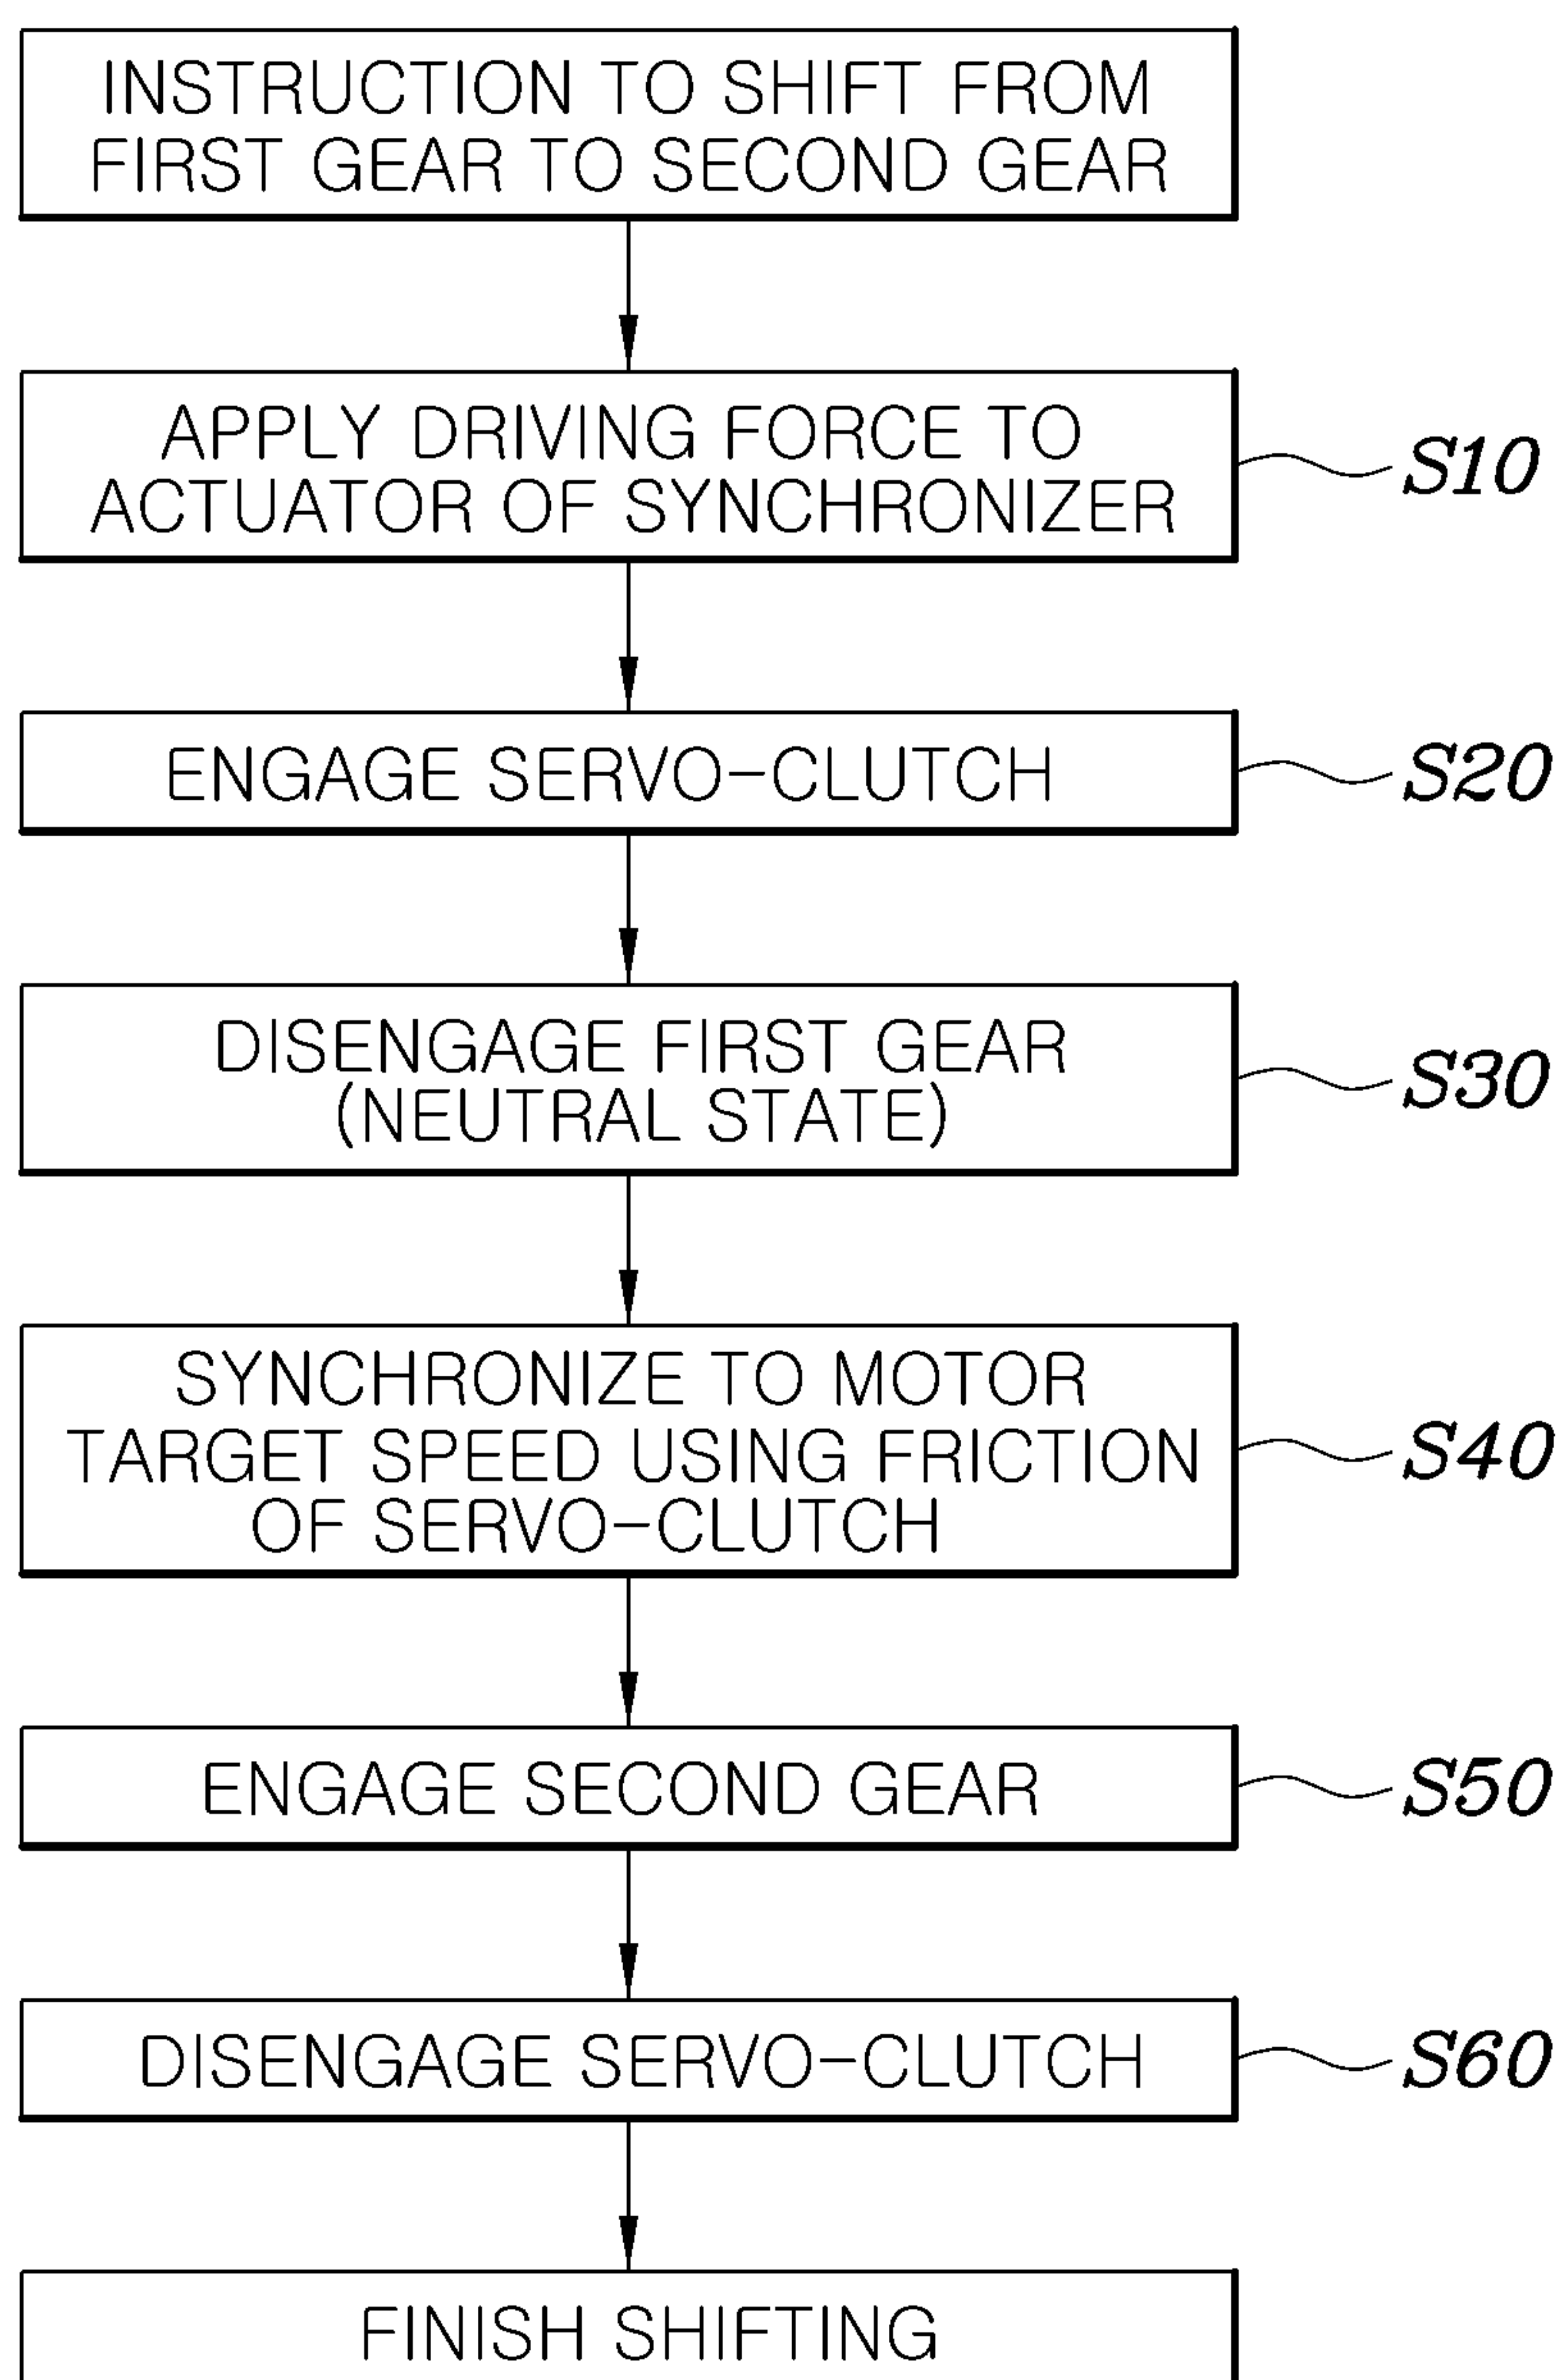 INSTRUCTION TO SHIFT FROM
FIRST GEAR TO SECOND GEAR
APPLY DRIVING FORCE TO
ACTUATOR OF SYNCHRONIZER
S10
ENGAGE SERVO-CLUTCH
S20
DISENGAGE FIRST GEAR
(NEUTRAL STATE)
S30
SYNCHRONIZE TO MOTOR
TARGET SPEED USING FRICTION
OF SERVO-CLUTCH
S40
ENGAGE SECOND GEAR
S50
DISENGAGE SERVO-CLUTCH
S60
FINISH SHIFTING